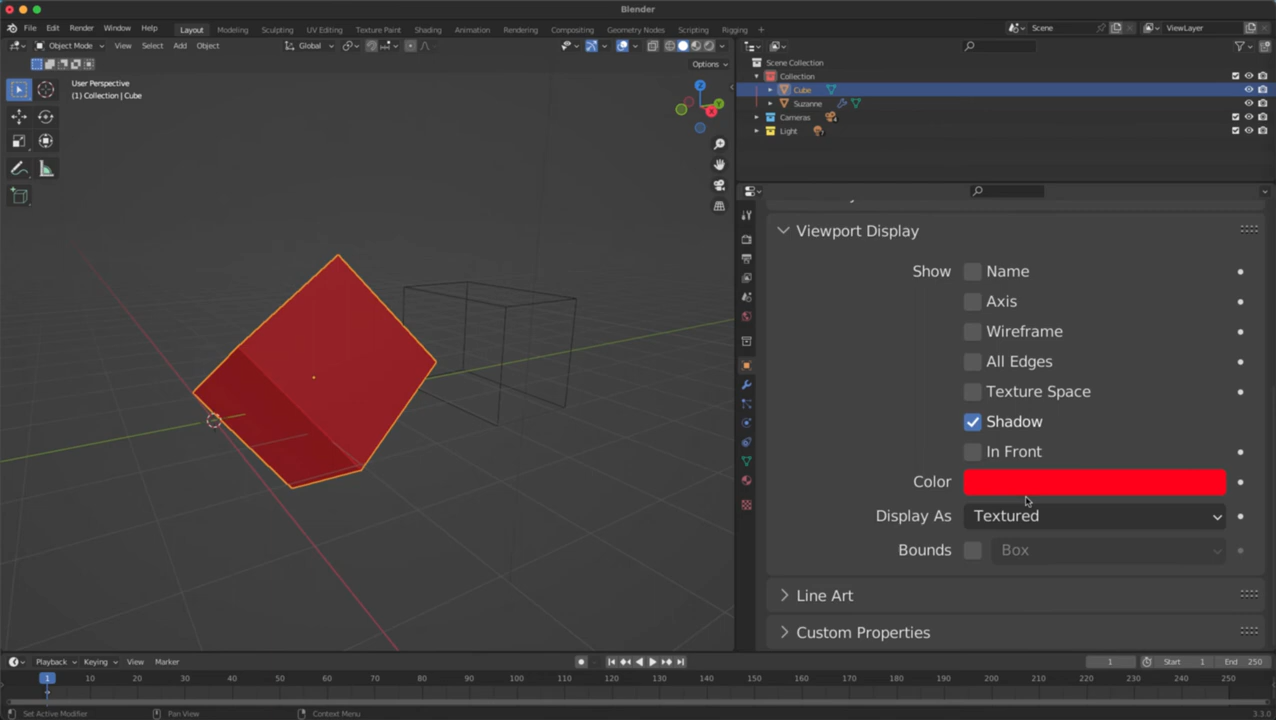 Blender
File Edit Render Window Help Layout Modeling Sculpting UV Editing Texture Paint Shading Animation Rendering Compositing Geometry Nodes Scripting Rigging + Scene ViewLayer
Object Mode View Select Add Object Global
Options
User Perspective
(1) Collection | Cube
Z
Y
X
Scene Collection
Collection
Cube
Suzanne
Cameras
Light
Viewport Display
Show Name
Axis
Wireframe
All Edges
Texture Space
Shadow
In Front
Color
Display As Textured
Bounds Box
Line Art
Custom Properties
Playback Keying View Marker 1 Start 1 End 250
1 10 20 30 40 50 60 70 80 90 100 110 120 130 140 150 160 170 180 190 200 210 220 230 240 250
Set Active Modifier Pan View Context Menu 3.3.0